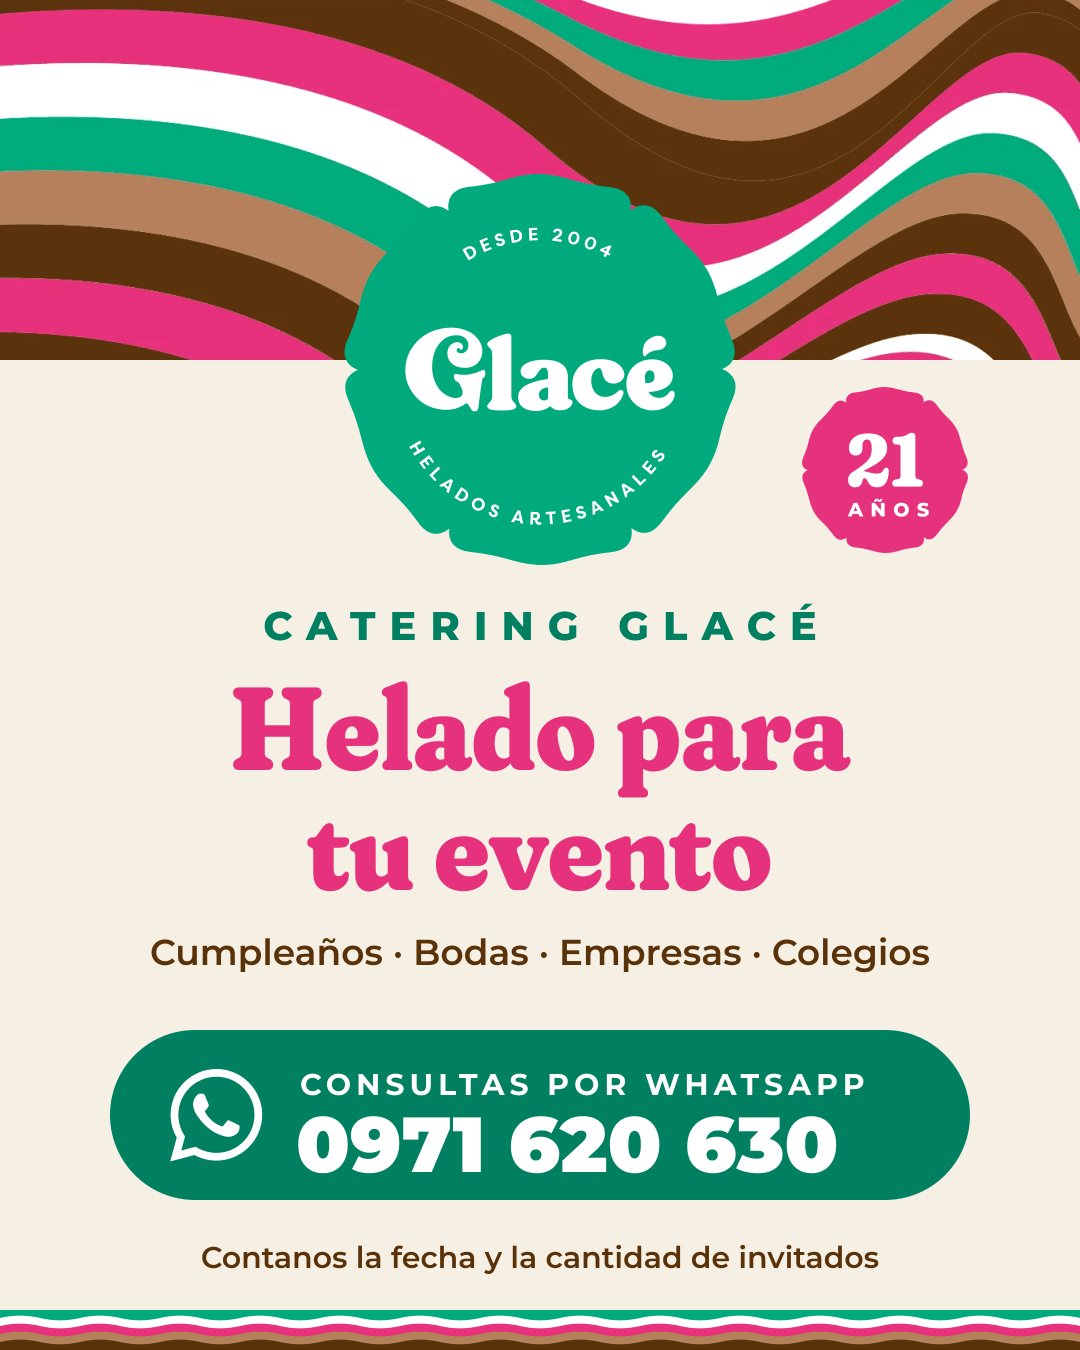 DESDE 2004
Glacé
HELADOS ARTESANALES
21
AÑOS
CATERING GLACÉ
Helado para
tu evento
Cumpleaños · Bodas · Empresas · Colegios
CONSULTAS POR WHATSAPP
0971 620 630
Contanos la fecha y la cantidad de invitados